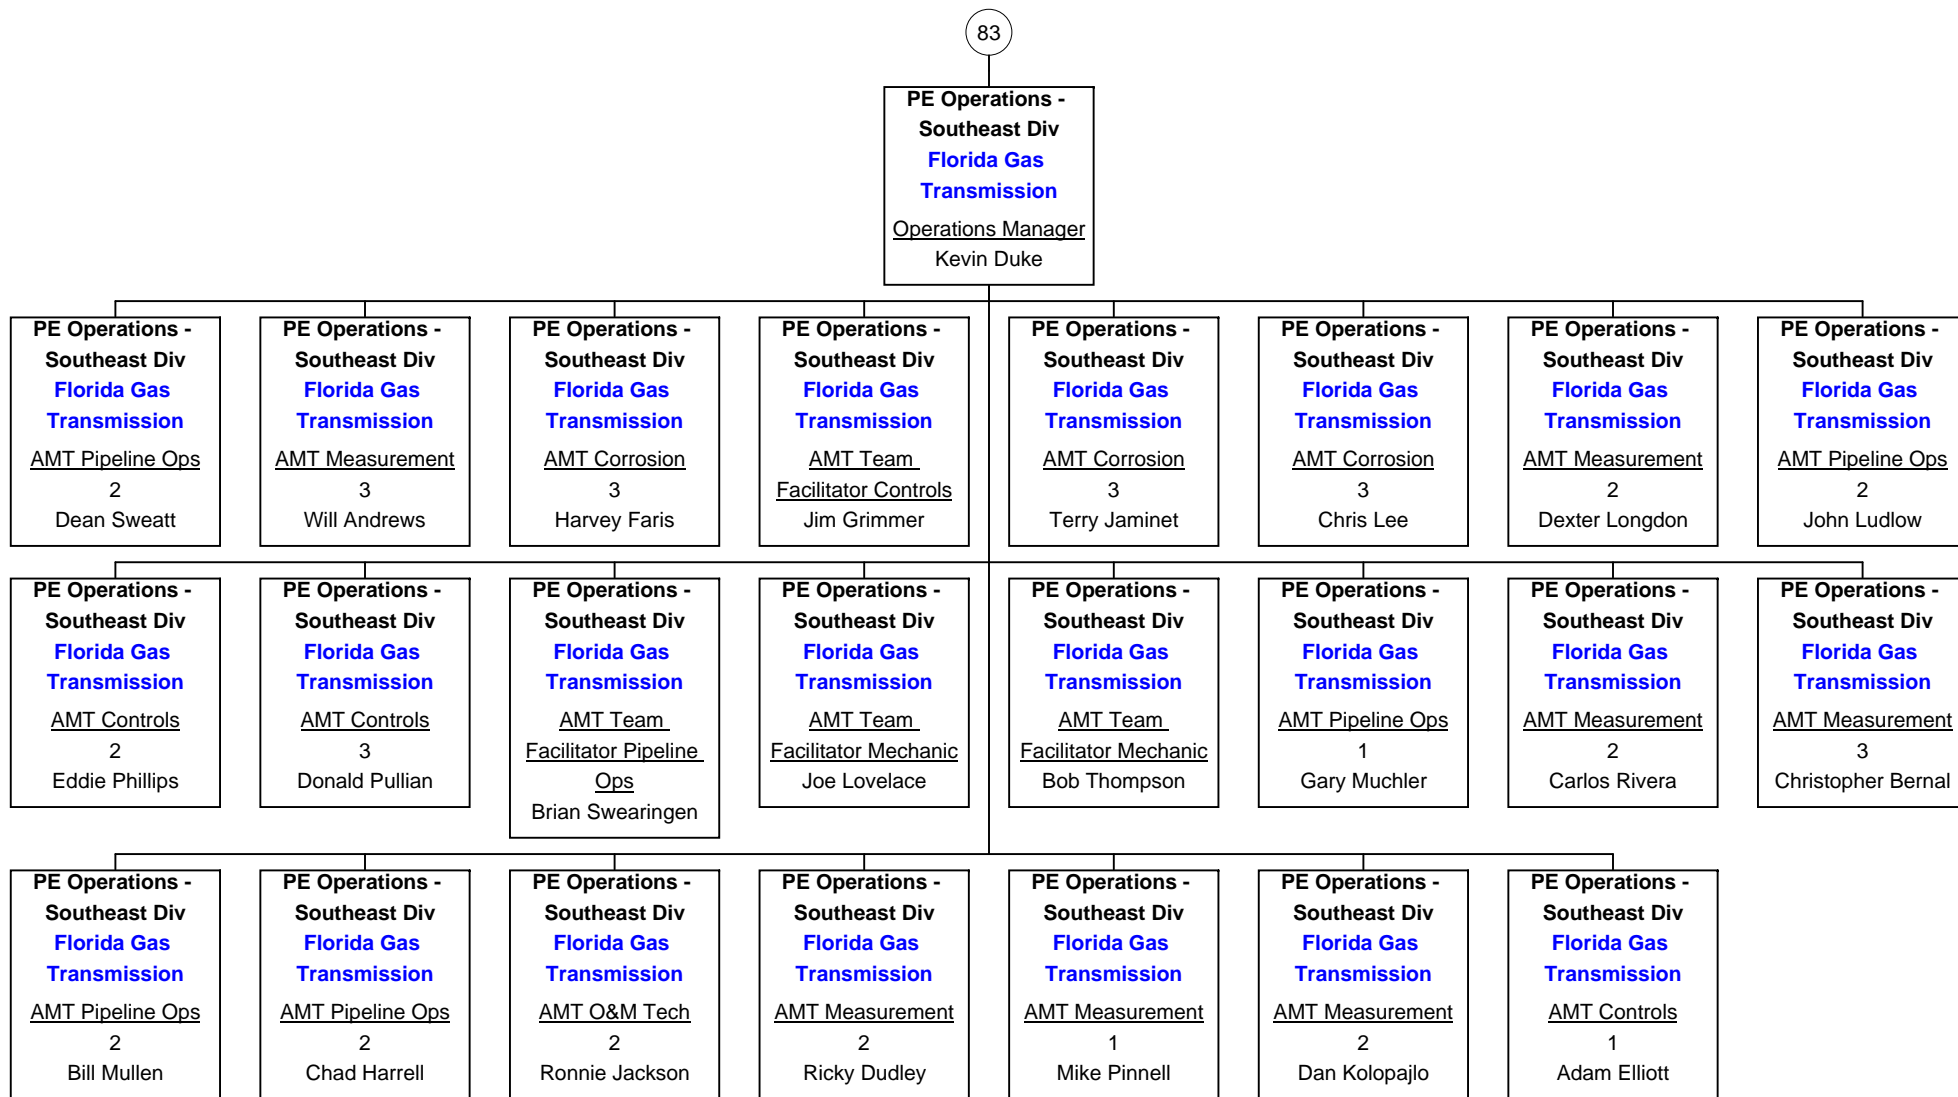 83
PE Operations -
Southeast Div
Florida Gas
Transmission
Operations Manager
Kevin Duke
PE Operations -
Southeast Div
Florida Gas
Transmission
AMT Pipeline Ops
2
Dean Sweatt
PE Operations -
Southeast Div
Florida Gas
Transmission
AMT Measurement
3
Will Andrews
PE Operations -
Southeast Div
Florida Gas
Transmission
AMT Corrosion
3
Harvey Faris
PE Operations -
Southeast Div
Florida Gas
Transmission
AMT Team
Facilitator Controls
Jim Grimmer
PE Operations -
Southeast Div
Florida Gas
Transmission
AMT Corrosion
3
Terry Jaminet
PE Operations -
Southeast Div
Florida Gas
Transmission
AMT Corrosion
3
Chris Lee
PE Operations -
Southeast Div
Florida Gas
Transmission
AMT Measurement
2
Dexter Longdon
PE Operations -
Southeast Div
Florida Gas
Transmission
AMT Pipeline Ops
2
John Ludlow
PE Operations -
Southeast Div
Florida Gas
Transmission
AMT Controls
2
Eddie Phillips
PE Operations -
Southeast Div
Florida Gas
Transmission
AMT Controls
3
Donald Pullian
PE Operations -
Southeast Div
Florida Gas
Transmission
AMT Team
Facilitator Pipeline
Ops
Brian Swearingen
PE Operations -
Southeast Div
Florida Gas
Transmission
AMT Team
Facilitator Mechanic
Joe Lovelace
PE Operations -
Southeast Div
Florida Gas
Transmission
AMT Team
Facilitator Mechanic
Bob Thompson
PE Operations -
Southeast Div
Florida Gas
Transmission
AMT Pipeline Ops
1
Gary Muchler
PE Operations -
Southeast Div
Florida Gas
Transmission
AMT Measurement
2
Carlos Rivera
PE Operations -
Southeast Div
Florida Gas
Transmission
AMT Measurement
3
Christopher Bernal
PE Operations -
Southeast Div
Florida Gas
Transmission
AMT Pipeline Ops
2
Bill Mullen
PE Operations -
Southeast Div
Florida Gas
Transmission
AMT Pipeline Ops
2
Chad Harrell
PE Operations -
Southeast Div
Florida Gas
Transmission
AMT O&M Tech
2
Ronnie Jackson
PE Operations -
Southeast Div
Florida Gas
Transmission
AMT Measurement
2
Ricky Dudley
PE Operations -
Southeast Div
Florida Gas
Transmission
AMT Measurement
1
Mike Pinnell
PE Operations -
Southeast Div
Florida Gas
Transmission
AMT Measurement
2
Dan Kolopajlo
PE Operations -
Southeast Div
Florida Gas
Transmission
AMT Controls
1
Adam Elliott